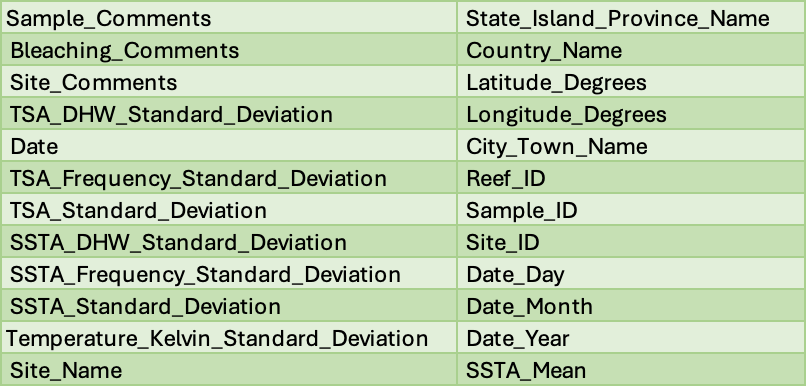 Sample_Comments State_Island_Province_Name
Bleaching_Comments Country_Name
Site_Comments Latitude_Degrees
TSA_DHW_Standard_Deviation Longitude_Degrees
Date City_Town_Name
TSA_Frequency_Standard_Deviation Reef_ID
TSA_Standard_Deviation Sample_ID
SSTA_DHW_Standard_Deviation Site_ID
SSTA_Frequency_Standard_Deviation Date_Day
SSTA_Standard_Deviation Date_Month
Temperature_Kelvin_Standard_Deviation Date_Year
Site_Name SSTA_Mean